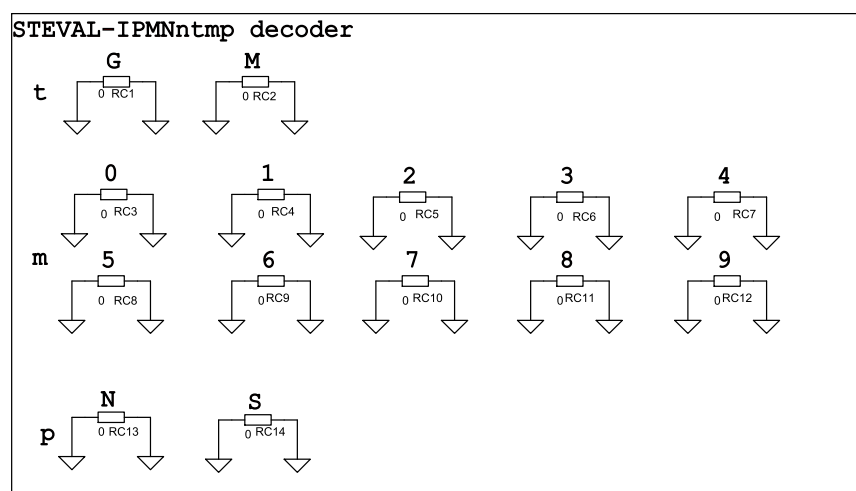 STEVAL-IPMNntmp decoder
G M
t
0 RC1 0 RC2
0 1 2 3 4
0 RC3 0 RC4 0 RC5 0 RC6 0 RC7
m
5 6 7 8 9
0 RC8 0 RC9 0 RC10 0 RC11 0 RC12
N S
p
0 RC13 0 RC14